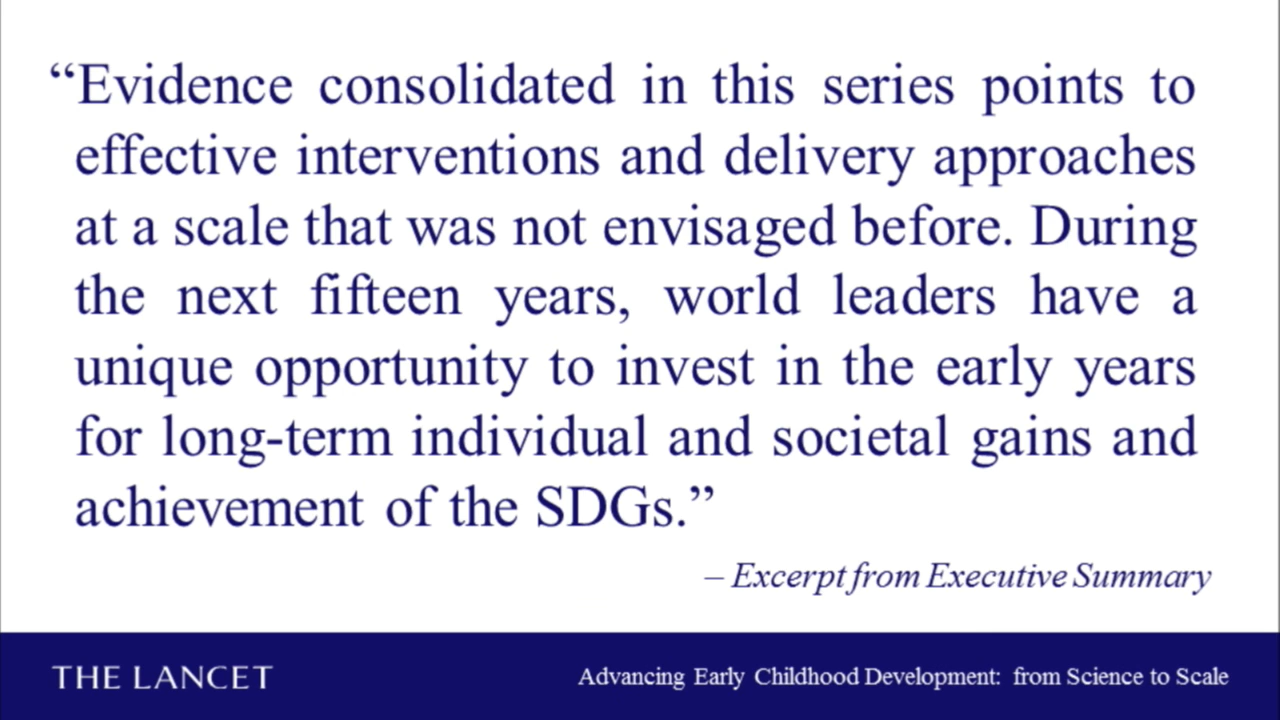 “Evidence consolidated in this series points to
effective interventions and delivery approaches
at a scale that was not envisaged before. During
the next fifteen years, world leaders have a
unique opportunity to invest in the early years
for long-term individual and societal gains and
achievement of the SDGs.”
– Excerpt from Executive Summary
THE LANCET
Advancing Early Childhood Development: from Science to Scale